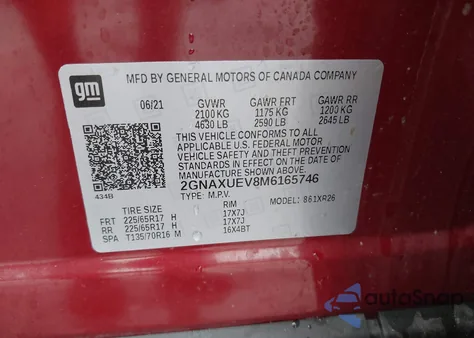 MFD BY GENERAL MOTORS OF CANADA COMPANY
gm
06/21 GVWR GAWR FRT GAWR RR
2100 KG 1175 KG 1200 KG
4630 LB 2590 LB 2645 LB
THIS VEHICLE CONFORMS TO ALL
APPLICABLE U.S. FEDERAL MOTOR
VEHICLE SAFETY AND THEFT
PREVENTION STANDARDS IN
EFFECT ON THE DATE OF
MANUFACTURE SHOWN ABOVE.
2GNAXUEV8M6165746
434B TYPE: M.P.V. MODEL: 861XR26
TIRE SIZE RIM
FRT 225/65R17 H 17X7J
RR 225/65R17 H 17X7J
SPA T135/70R16 M 16X4BT
autoSnap